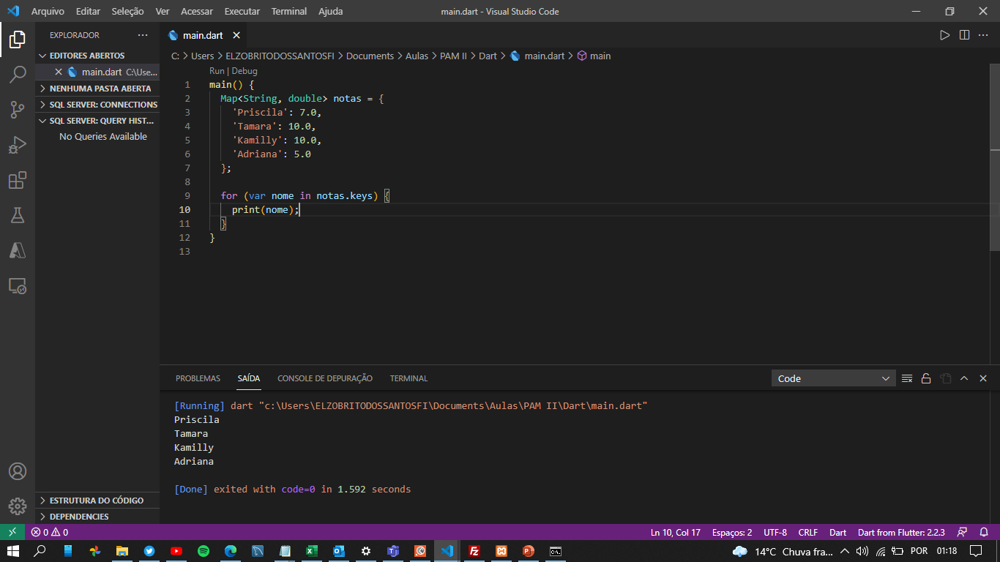 Arquivo Editar Seleção Ver Acessar Executar Terminal Ajuda main.dart - Visual Studio Code
EXPLORADOR ···
EDITORES ABERTOS
main.dart C:\Use...
NENHUMA PASTA ABERTA
SQL SERVER: CONNECTIONS
SQL SERVER: QUERY HIST...
No Queries Available
ESTRUTURA DO CÓDIGO
DEPENDENCIES
main.dart
C: > Users > ELZOBRITODOSSANTOSFI > Documents > Aulas > PAM II > Dart > main.dart > main
Run | Debug
1 main() {
2 Map<String, double> notas = {
3 'Priscila': 7.0,
4 'Tamara': 10.0,
5 'Kamilly': 10.0,
6 'Adriana': 5.0
7 };
8
9 for (var nome in notas.keys) {
10 print(nome);
11 }
12 }
13
PROBLEMAS SAÍDA CONSOLE DE DEPURAÇÃO TERMINAL Code
[Running] dart "c:\Users\ELZOBRITODOSSANTOSFI\Documents\Aulas\PAM II\Dart\main.dart"
Priscila
Tamara
Kamilly
Adriana
[Done] exited with code=0 in 1.592 seconds
0 0 Ln 10, Col 17 Espaços: 2 UTF-8 CRLF Dart Dart from Flutter: 2.2.3
14°C Chuva fra... POR 01:18